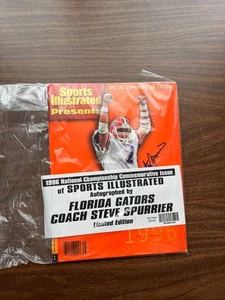 Sports Illustrated
Presents
1996 National Championship Commemorative Issue
of SPORTS ILLUSTRATED
Autographed by
FLORIDA GATORS
COACH STEVE SPURRIER
Limited Edition
1996